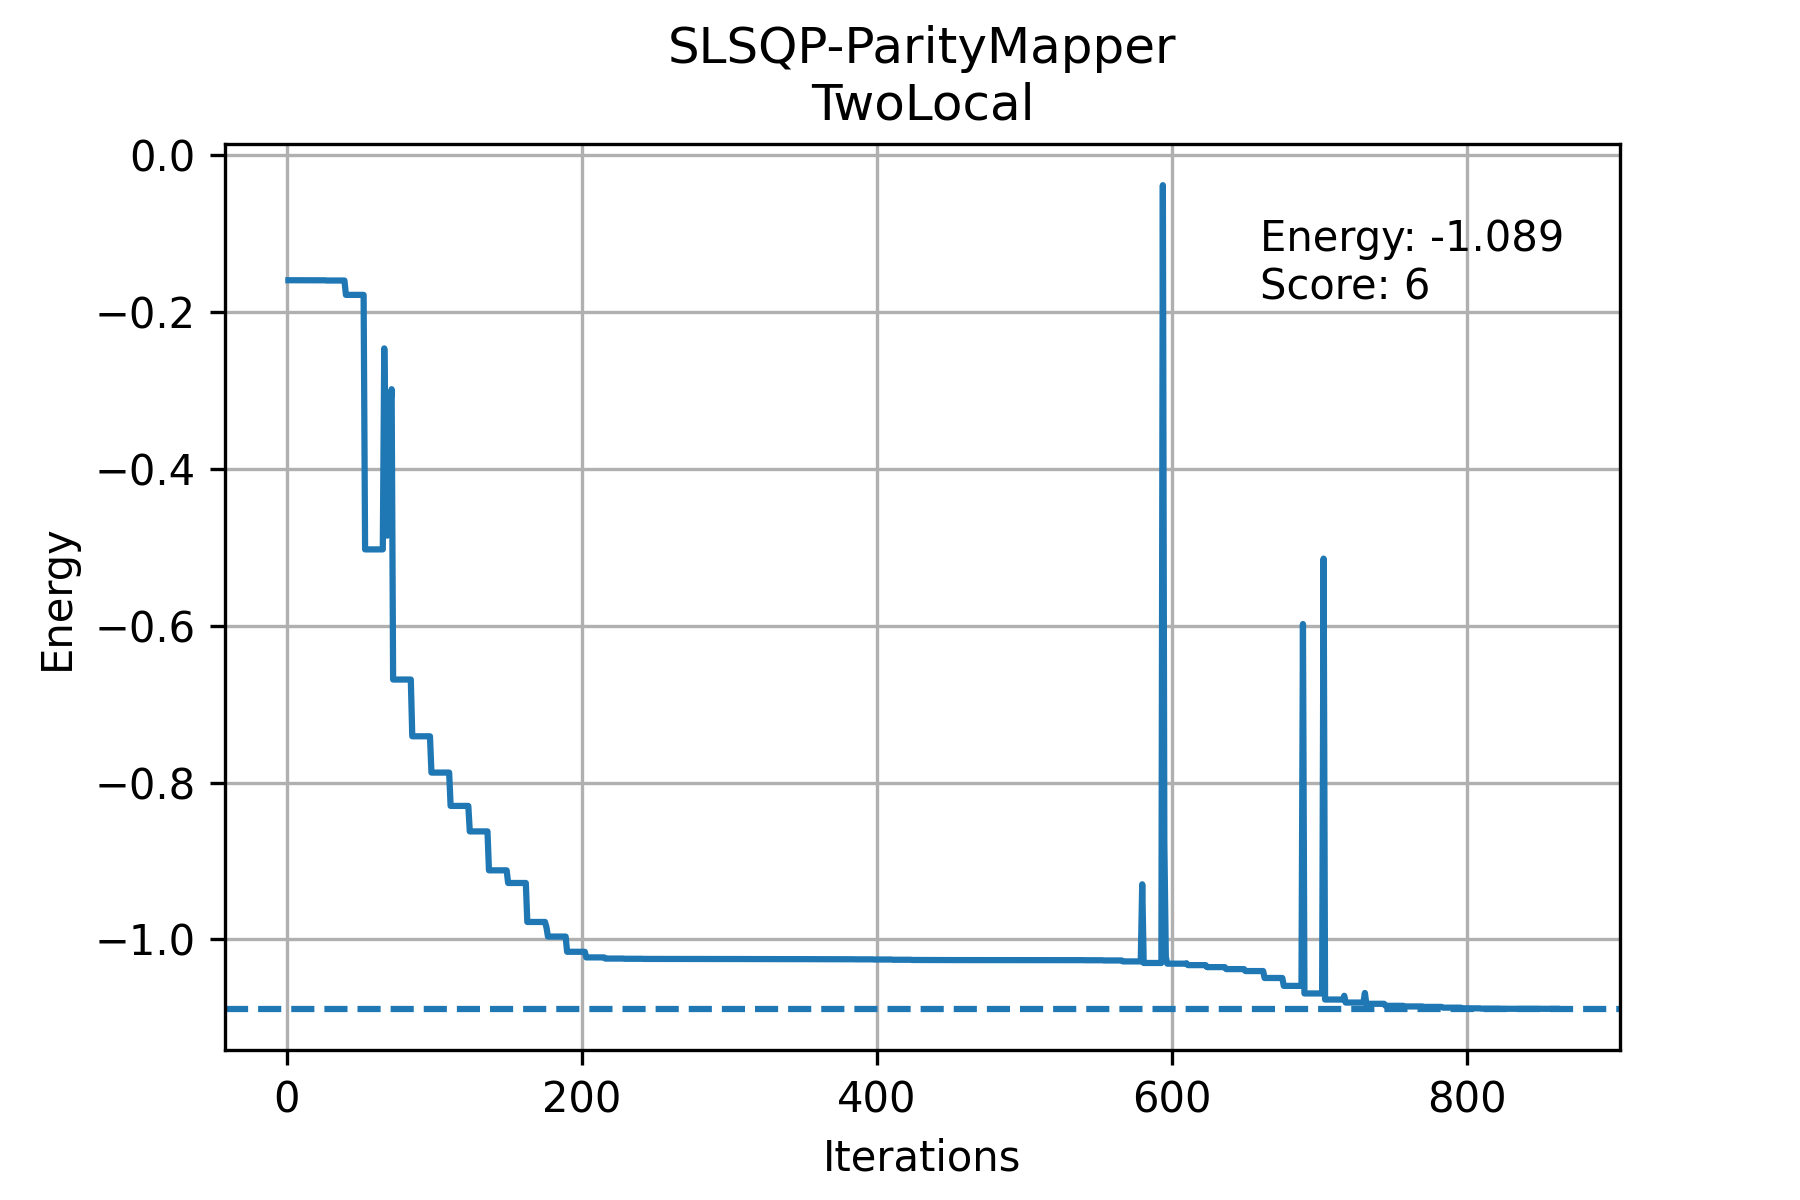 SLSQP-ParityMapper
TwoLocal
0.0
Energy: -1.089
Score: 6
−0.2
−0.4
−0.6
−0.8
−1.0
Energy
0 200 400 600 800
Iterations